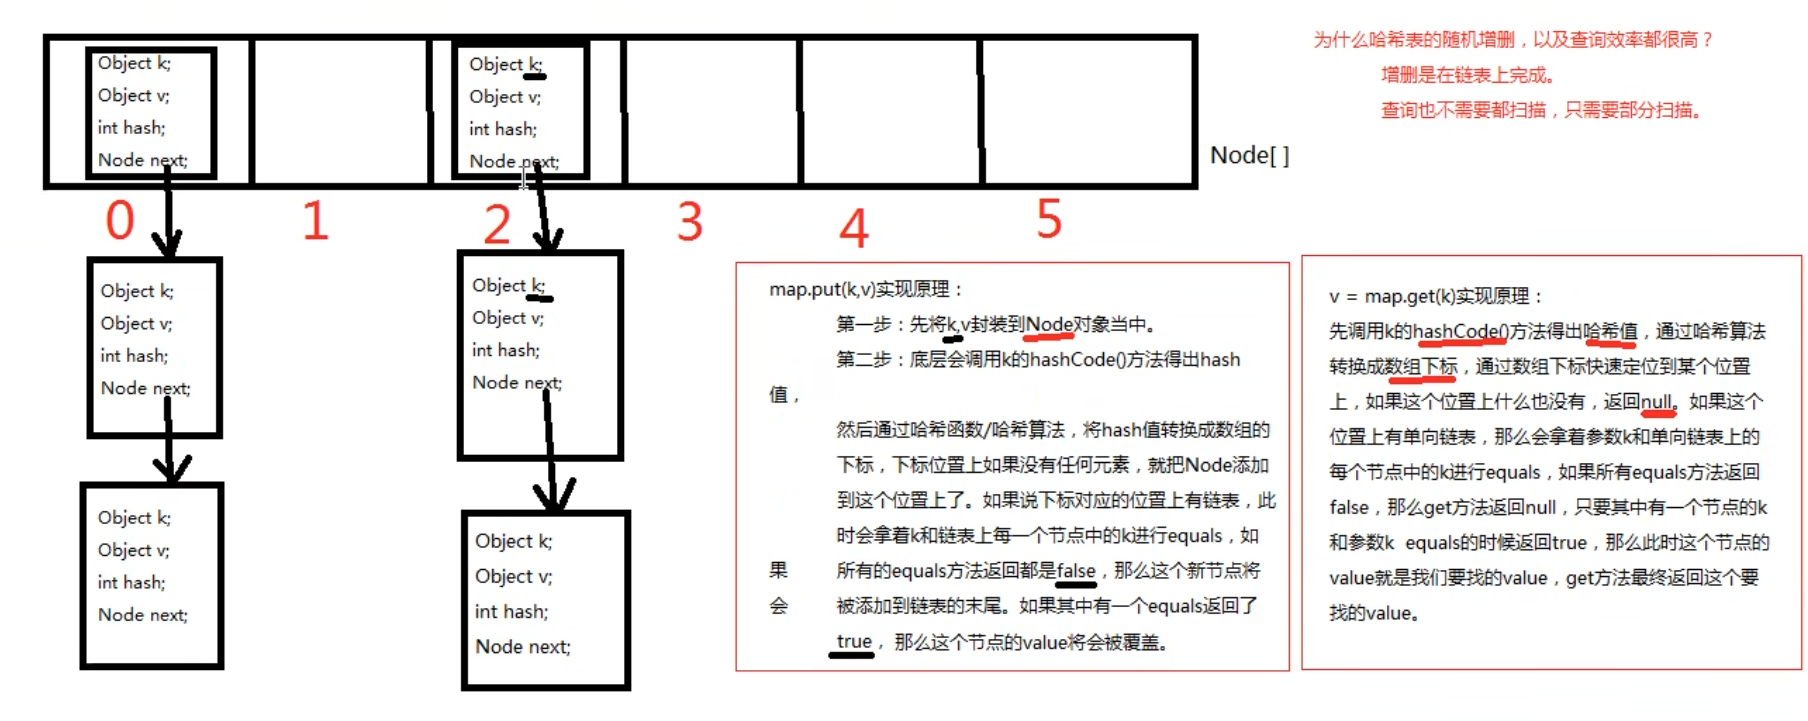 Object k;
Object v;
int hash;
Node next;
Object k;
Object v;
int hash;
Node next;
Node[ ]
0
1
2
3
4
5
Object k;
Object v;
int hash;
Node next;
Object k;
Object v;
int hash;
Node next;
Object k;
Object v;
int hash;
Node next;
Object k;
Object v;
int hash;
Node next;
为什么哈希表的随机增删，以及查询效率都很高？
增删是在链表上完成。
查询也不需要都扫描，只需要部分扫描。
map.put(k,v)实现原理：
第一步：先将k,v封装到Node对象当中。
第二步：底层会调用k的hashCode()方法得出hash
值，
然后通过哈希函数/哈希算法，将hash值转换成数组的
下标，下标位置上如果没有任何元素，就把Node添加
到这个位置上了。如果说下标对应的位置上有链表，此
时会拿着k和链表上每一个节点中的k进行equals，如
果 所有的equals方法返回都是false，那么这个新节点将
会 被添加到链表的末尾。如果其中有一个equals返回了
true，那么这个节点的value将会被覆盖。
v = map.get(k)实现原理：
先调用k的hashCode()方法得出哈希值，通过哈希算法
转换成数组下标，通过数组下标快速定位到某个位置
上，如果这个位置上什么也没有，返回null。如果这个
位置上有单向链表，那么会拿着参数k和单向链表上的
每个节点中的k进行equals，如果所有equals方法返回
false，那么get方法返回null，只要其中有一个节点的k
和参数k equals的时候返回true，那么此时这个节点的
value就是我们要找的value，get方法最终返回这个要
找的value。